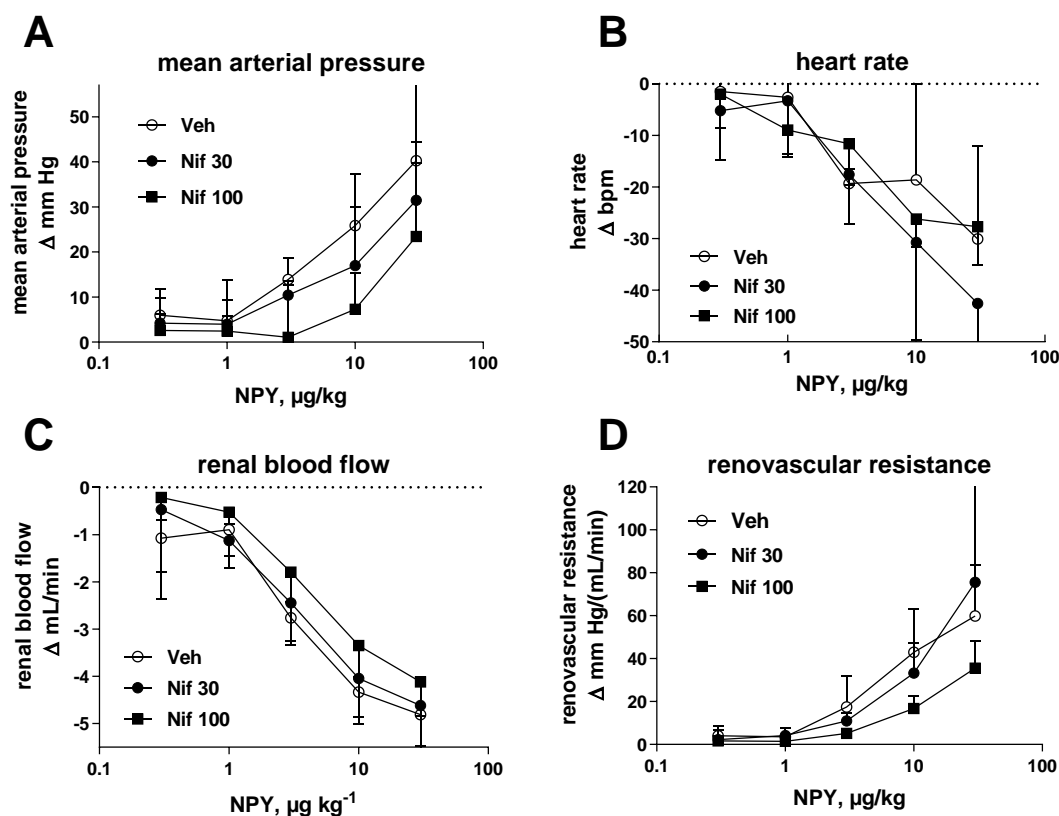 A
mean arterial pressure
mean arterial pressure
Δ mm Hg
50
40
30
20
10
0
Veh
Nif 30
Nif 100
0.1
1
10
100
NPY, µg/kg
B
heart rate
heart rate
Δ bpm
0
-10
-20
-30
-40
-50
Veh
Nif 30
Nif 100
0.1
1
10
100
NPY, µg/kg
C
renal blood flow
renal blood flow
Δ mL/min
0
-1
-2
-3
-4
-5
Veh
Nif 30
Nif 100
0.1
1
10
100
NPY, µg kg⁻¹
D
renovascular resistance
renovascular resistance
Δ mm Hg/(mL/min)
120
100
80
60
40
20
0
Veh
Nif 30
Nif 100
0.1
1
10
100
NPY, µg/kg